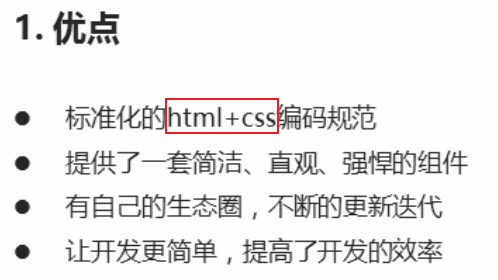 1. 优点
● 标准化的html+css编码规范
● 提供了一套简洁、直观、强悍的组件
● 有自己的生态圈，不断的更新迭代
● 让开发更简单，提高了开发的效率